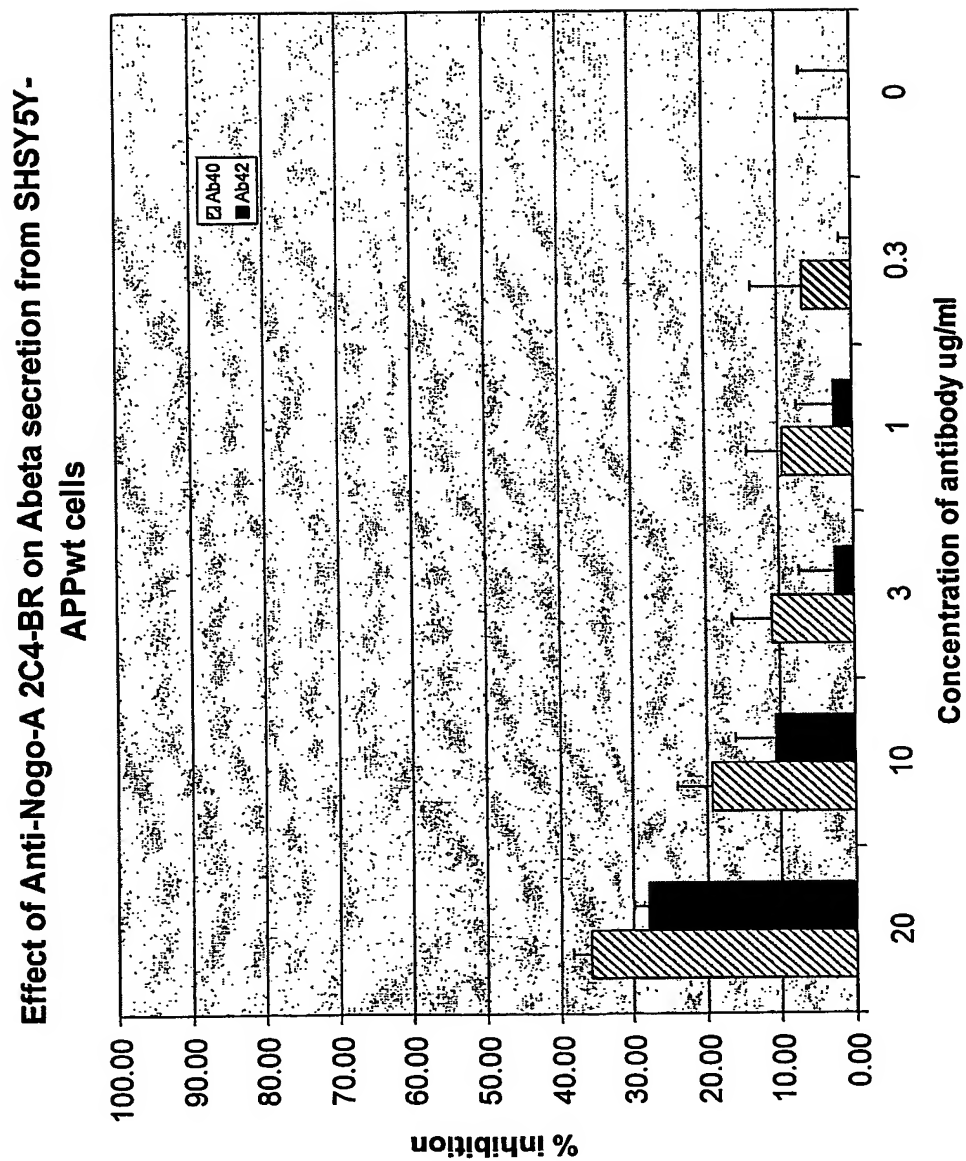 Effect of Anti-Nogo-A 2C4-BR on Abeta secretion from SHSY5Y-
APPwt cells
Ab40
Ab42
100.00
90.00
80.00
70.00
60.00
50.00
40.00
30.00
20.00
10.00
0.00
% inhibition
20
10
3
1
0.3
0
Concentration of antibody ug/ml